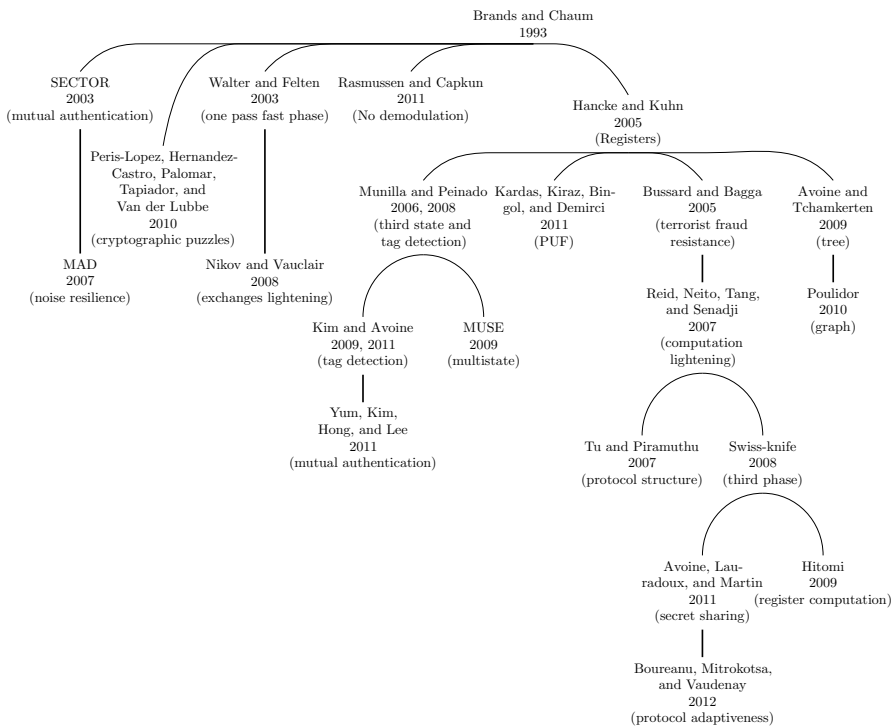 Brands and Chaum
1993
SECTOR
2003
(mutual authentication)
Walter and Felten
2003
(one pass fast phase)
Rasmussen and Capkun
2011
(No demodulation)
Hancke and Kuhn
2005
(Registers)
Peris-Lopez, Hernandez-
Castro, Palomar,
Tapiador, and
Van der Lubbe
2010
(cryptographic puzzles)
Munilla and Peinado
2006, 2008
(third state and
tag detection)
Kardas, Kiraz, Bin-
gol, and Demirci
2011
(PUF)
Bussard and Bagga
2005
(terrorist fraud
resistance)
Avoine and
Tchamkerten
2009
(tree)
MAD
2007
(noise resilience)
Nikov and Vauclair
2008
(exchanges lightening)
Reid, Neito, Tang,
and Senadji
2007
(computation
lightening)
Poulidor
2010
(graph)
Kim and Avoine
2009, 2011
(tag detection)
MUSE
2009
(multistate)
Yum, Kim,
Hong, and Lee
2011
(mutual authentication)
Tu and Piramuthu
2007
(protocol structure)
Swiss-knife
2008
(third phase)
Avoine, Lau-
radoux, and Martin
2011
(secret sharing)
Hitomi
2009
(register computation)
Boureanu, Mitrokotsa,
and Vaudenay
2012
(protocol adaptiveness)